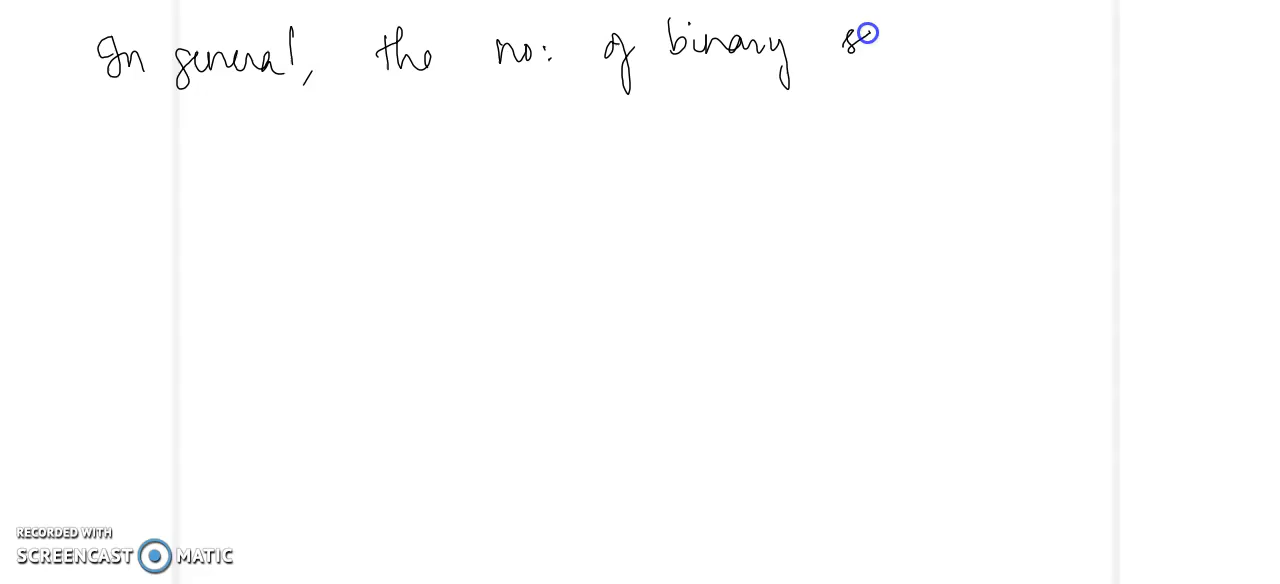 In general, the no: of binary s
RECORDED WITH
SCREENCAST MATIC